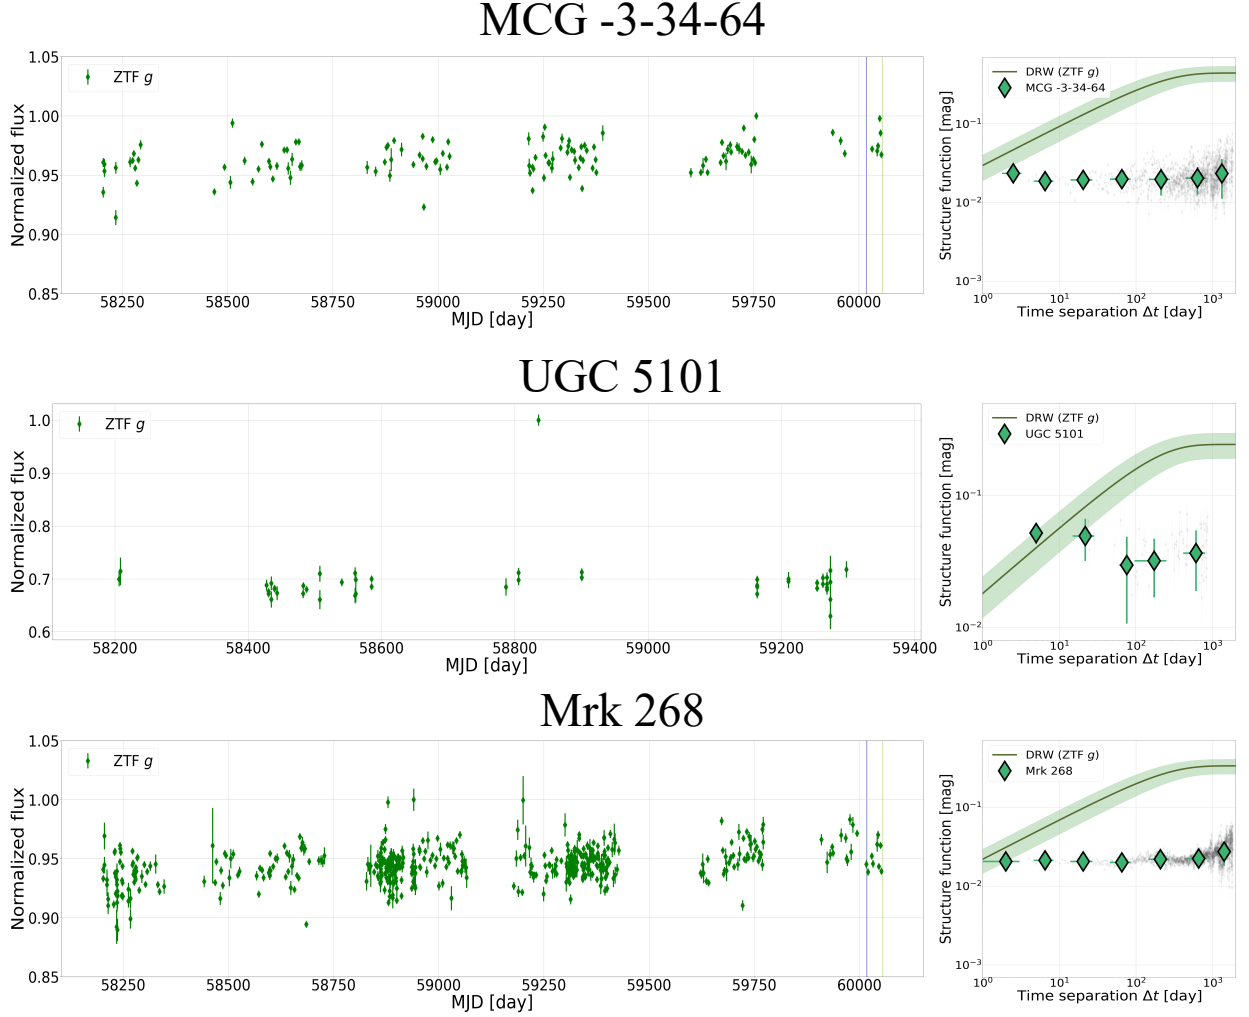 MCG -3-34-64
Normalized flux
1.05
1.00
0.95
0.90
0.85
ZTF g
58250 58500 58750 59000 59250 59500 59750 60000
MJD [day]
Structure function [mag]
10⁻¹
10⁻²
10⁻³
DRW (ZTF g)
MCG -3-34-64
10⁰ 10¹ 10² 10³
Time separation Δt [day]
UGC 5101
Normalized flux
1.0
0.9
0.8
0.7
0.6
ZTF g
58200 58400 58600 58800 59000 59200 59400
MJD [day]
Structure function [mag]
10⁻¹
10⁻²
DRW (ZTF g)
UGC 5101
10⁰ 10¹ 10² 10³
Time separation Δt [day]
Mrk 268
Normalized flux
1.05
1.00
0.95
0.90
0.85
ZTF g
58250 58500 58750 59000 59250 59500 59750 60000
MJD [day]
Structure function [mag]
10⁻¹
10⁻²
10⁻³
DRW (ZTF g)
Mrk 268
10⁰ 10¹ 10² 10³
Time separation Δt [day]